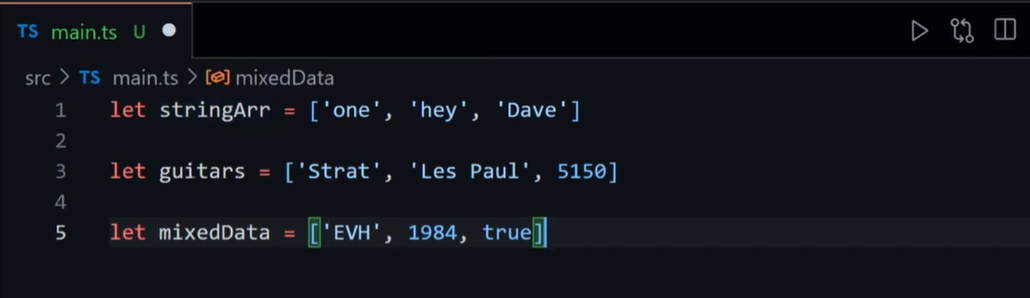 TS main.ts U
src > TS main.ts > mixedData
1 let stringArr = ['one', 'hey', 'Dave']
2
3 let guitars = ['Strat', 'Les Paul', 5150]
4
5 let mixedData = ['EVH', 1984, true]